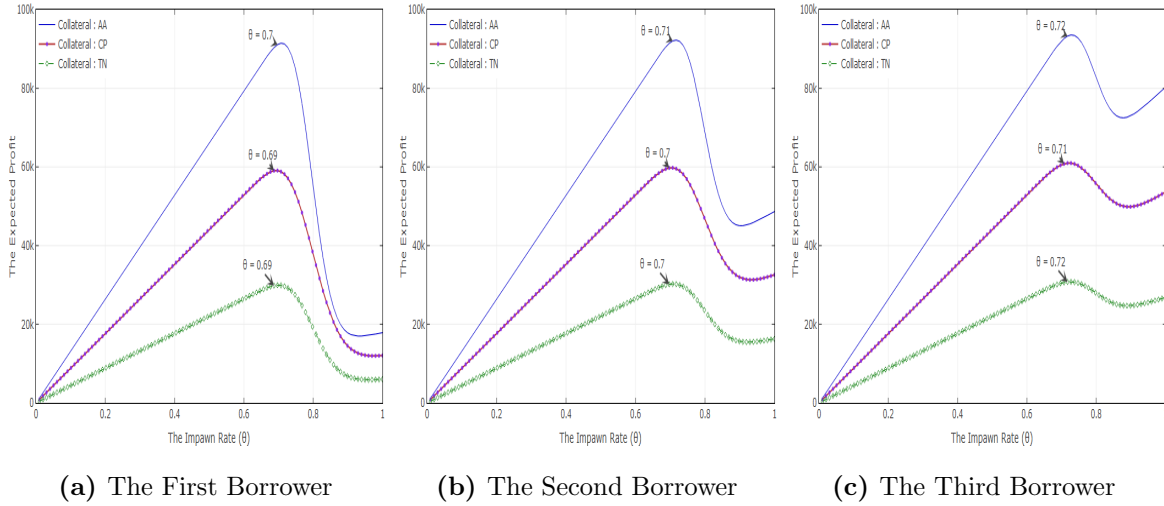 100k
80k
60k
40k
20k
0
The Expected Profit
Collateral : AA
Collateral : CP
Collateral : TN
θ = 0.7
θ = 0.69
θ = 0.69
0
0.2
0.4
0.6
0.8
1
The Impawn Rate (θ)
(a) The First Borrower
100k
80k
60k
40k
20k
0
The Expected Profit
Collateral : AA
Collateral : CP
Collateral : TN
θ = 0.71
θ = 0.7
θ = 0.7
0
0.2
0.4
0.6
0.8
1
The Impawn Rate (θ)
(b) The Second Borrower
100k
80k
60k
40k
20k
0
The Expected Profit
Collateral : AA
Collateral : CP
Collateral : TN
θ = 0.72
θ = 0.71
θ = 0.72
0
0.2
0.4
0.6
0.8
The Impawn Rate (θ)
(c) The Third Borrower